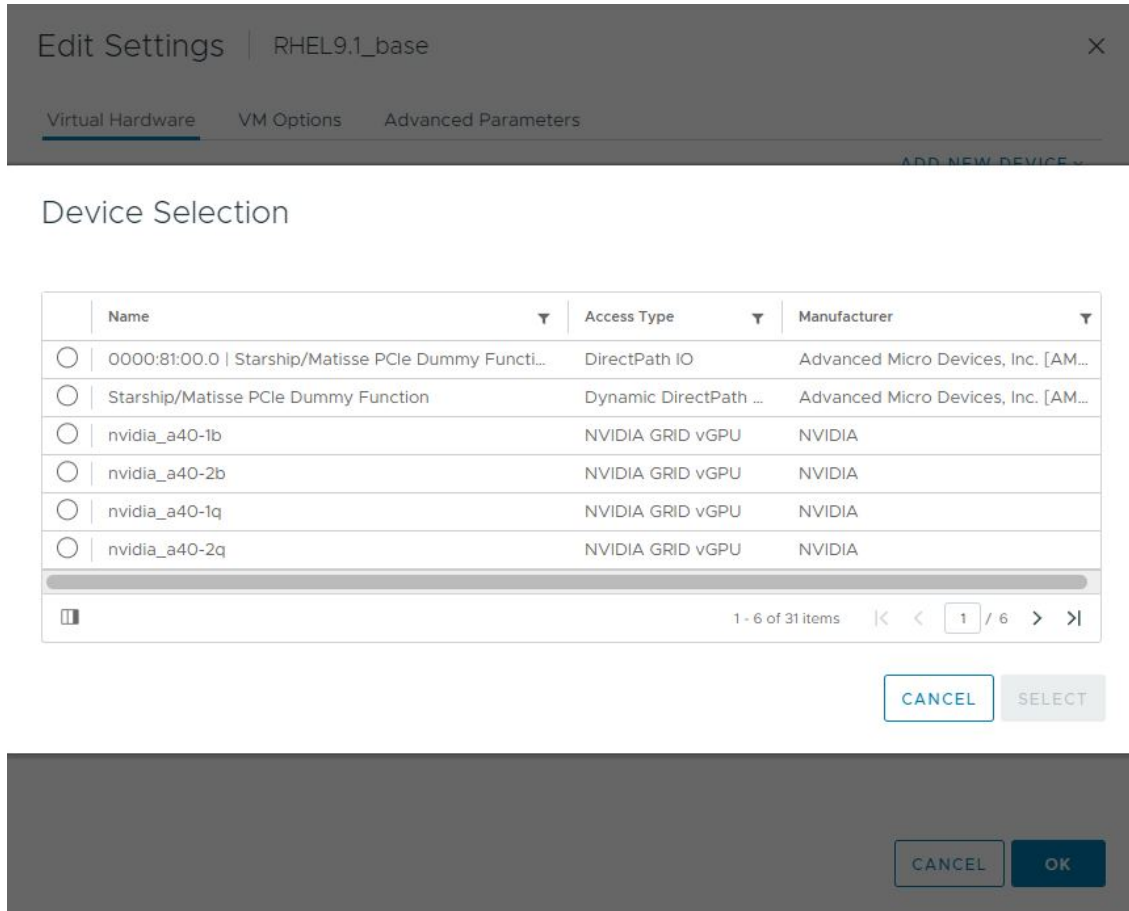 Edit Settings | RHEL9.1_base
Virtual Hardware VM Options Advanced Parameters
ADD NEW DEVICE
Device Selection
Name Access Type Manufacturer
0000:81:00.0 | Starship/Matisse PCIe Dummy Functi... DirectPath IO Advanced Micro Devices, Inc. [AM...
Starship/Matisse PCIe Dummy Function Dynamic DirectPath ... Advanced Micro Devices, Inc. [AM...
nvidia_a40-1b NVIDIA GRID vGPU NVIDIA
nvidia_a40-2b NVIDIA GRID vGPU NVIDIA
nvidia_a40-1q NVIDIA GRID vGPU NVIDIA
nvidia_a40-2q NVIDIA GRID vGPU NVIDIA
1 - 6 of 31 items 1 / 6
CANCEL SELECT
CANCEL OK